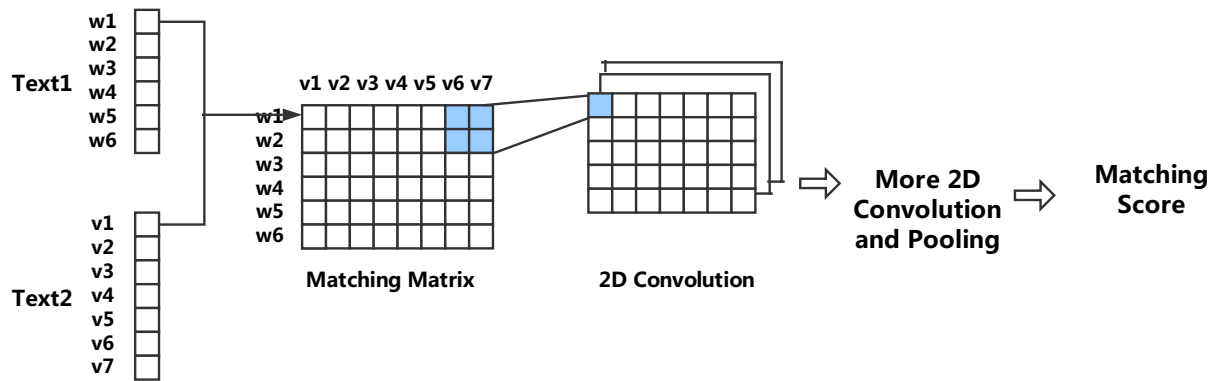 Text1
w1
w2
w3
w4
w5
w6
Text2
v1
v2
v3
v4
v5
v6
v7
v1 v2 v3 v4 v5 v6 v7
w1
w2
w3
w4
w5
w6
Matching Matrix
2D Convolution
More 2D
Convolution
and Pooling
Matching
Score